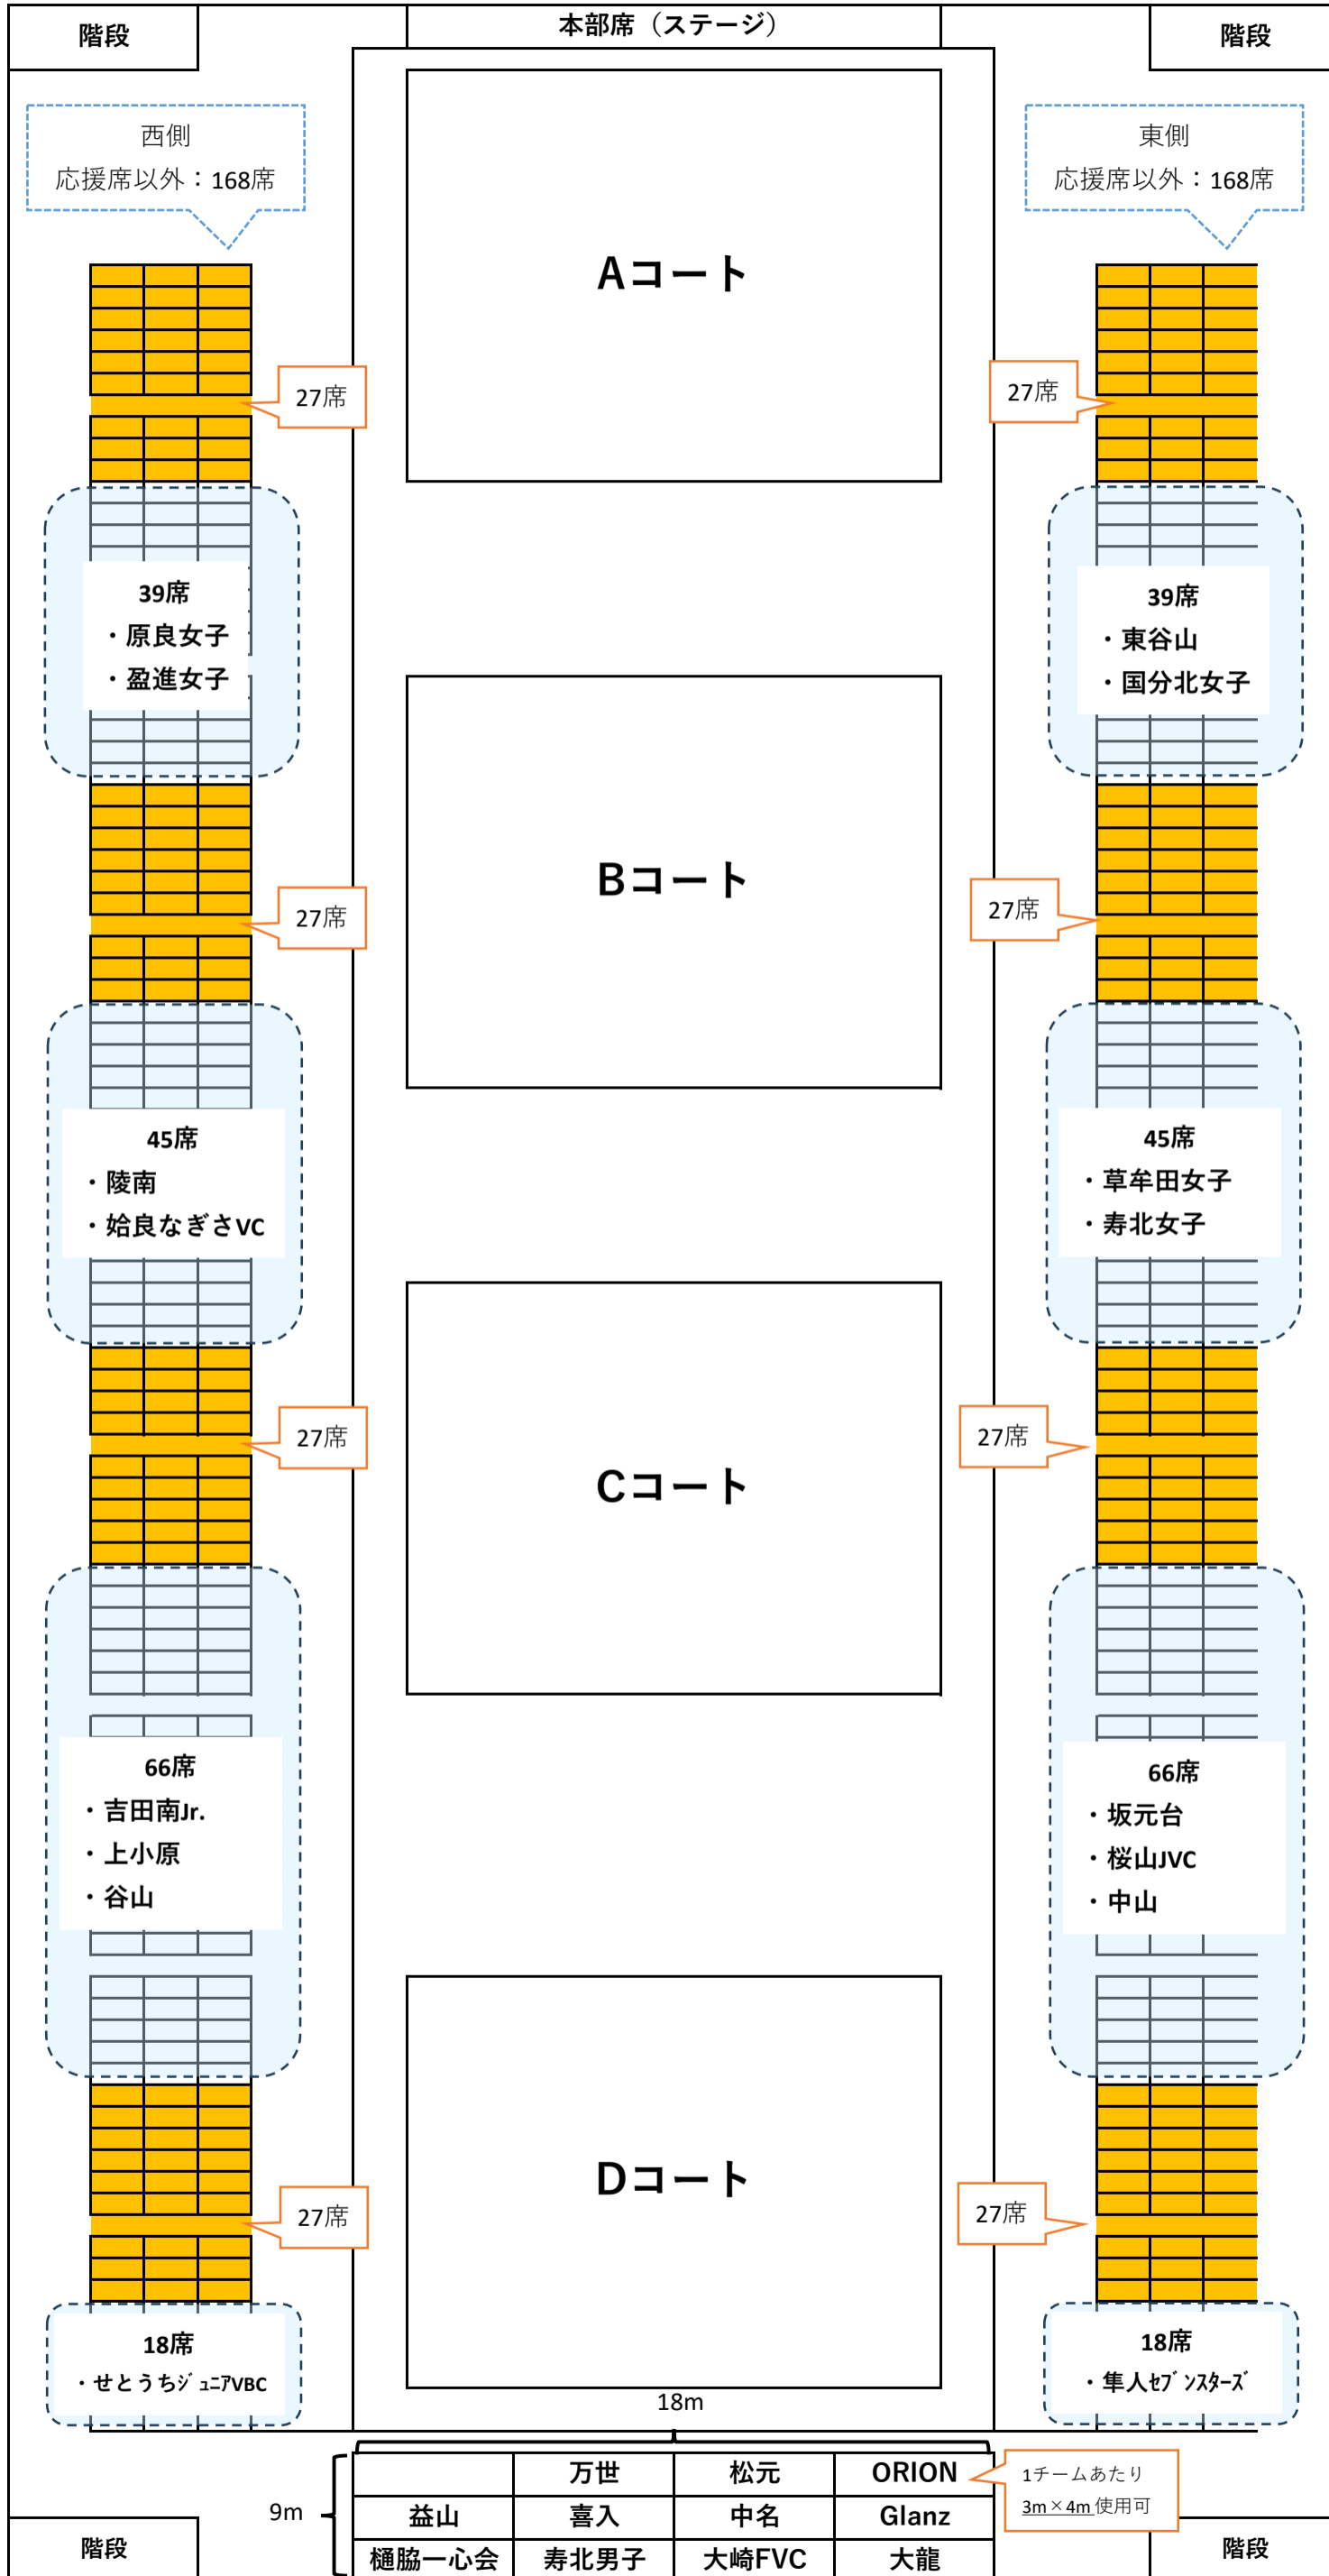 階段
本部席（ステージ）
階段
西側
応援席以外：168席
東側
応援席以外：168席
Aコート
27席
27席
39席
・原良女子
・盈進女子
39席
・東谷山
・国分北女子
Bコート
27席
27席
45席
・陵南
・姶良なぎさVC
45席
・草牟田女子
・寿北女子
Cコート
27席
27席
66席
・吉田南Jr.
・上小原
・谷山
66席
・坂元台
・桜山JVC
・中山
Dコート
27席
27席
18席
・せとうちｼﾞｭﾆｱVBC
18席
・隼人ｾﾌﾞﾝｽﾀｰｽﾞ
18m
9m
万世 松元 ORION
益山 喜入 中名 Glanz
樋脇一心会 寿北男子 大崎FVC 大龍
1チームあたり
3m×4m使用可
階段
階段